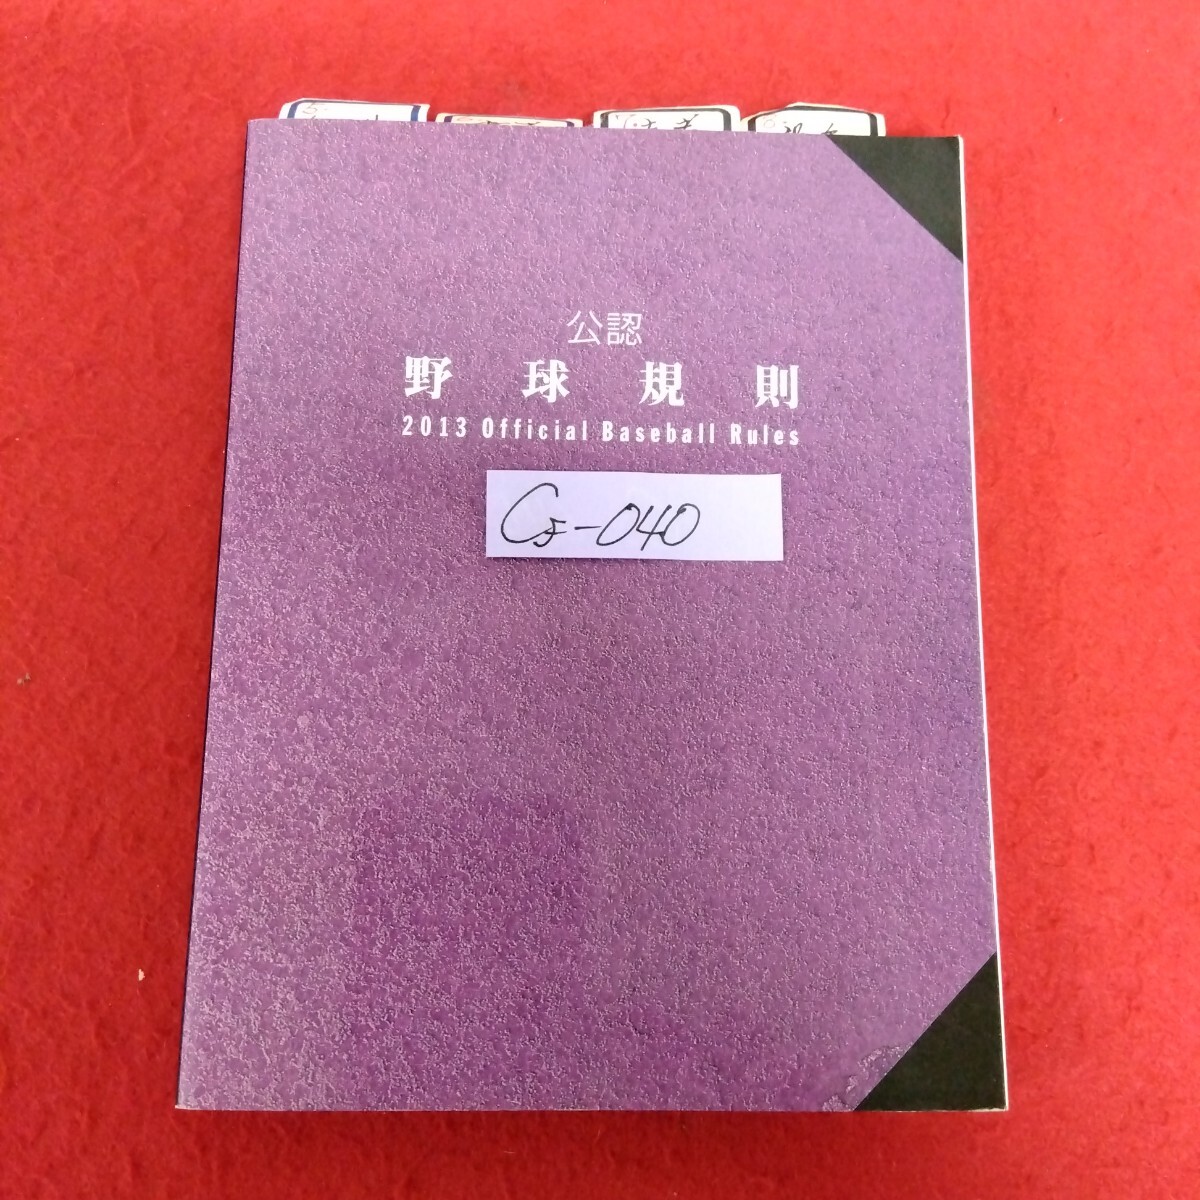 公認
野球規則
2013 Official Baseball Rules
Cs-040